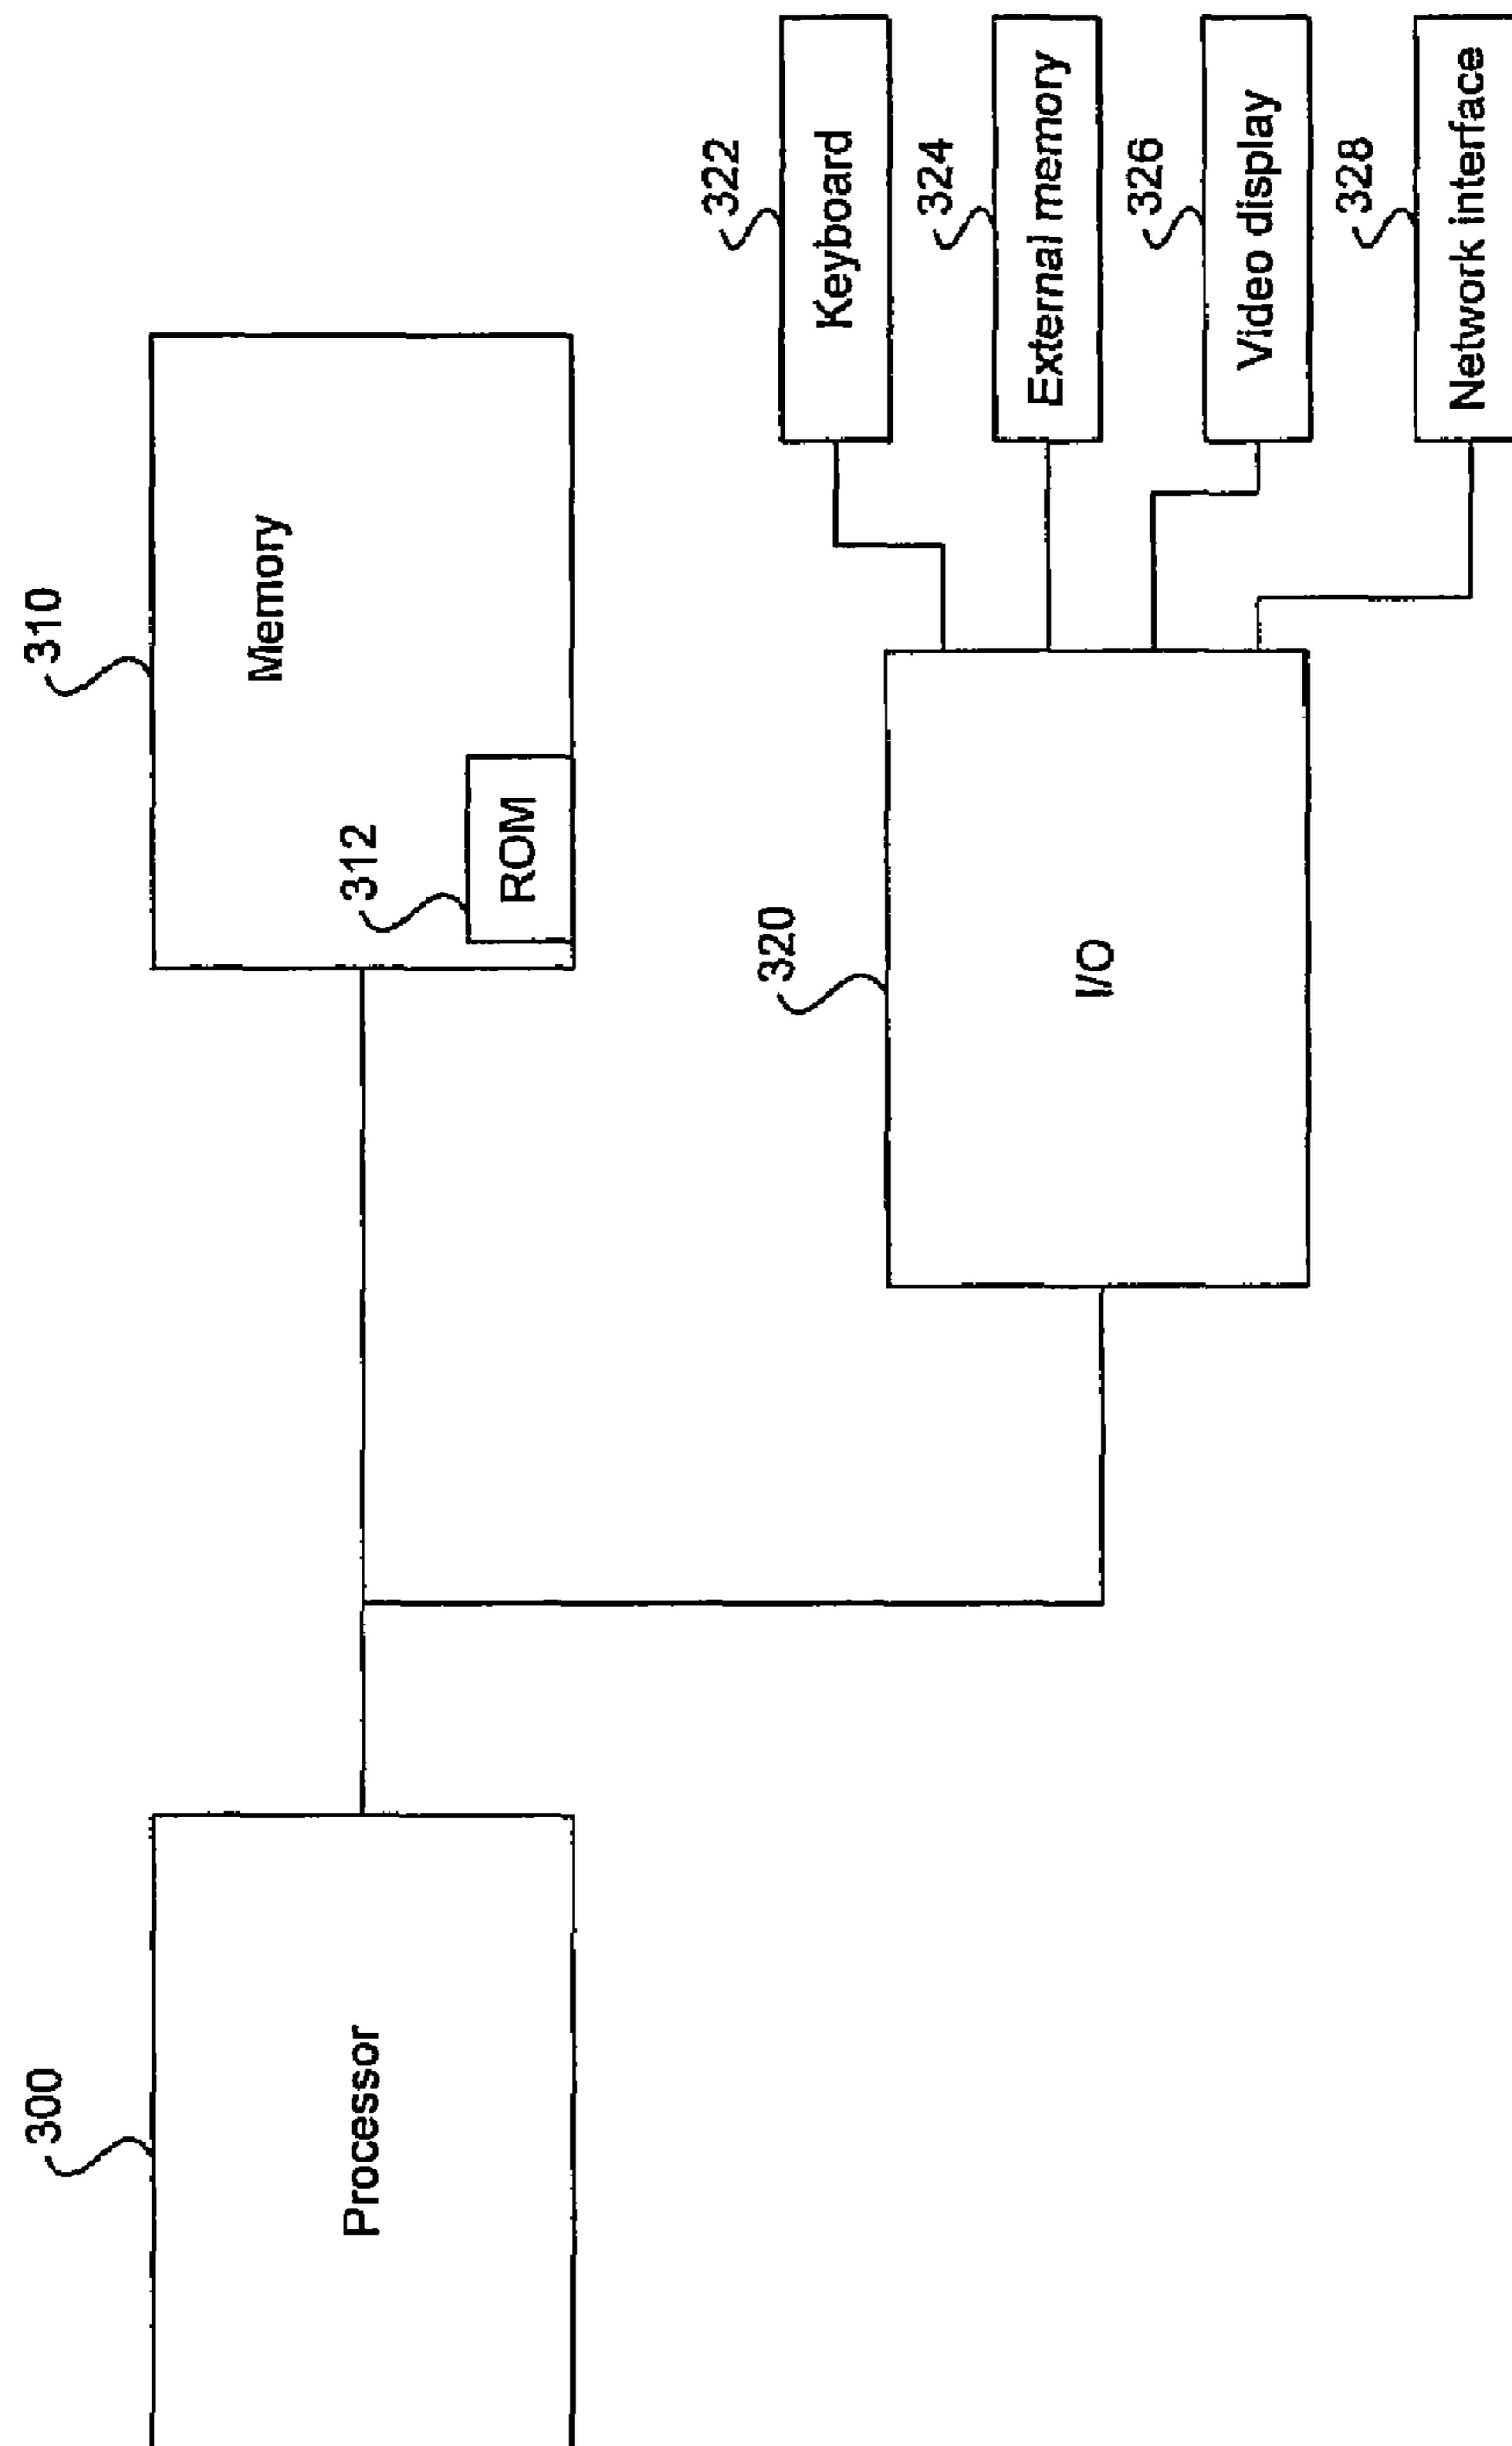 300
Processor
310
Memory
312
ROM
320
I/O
322
Keyboard
324
External memory
326
Video display
328
Network interface